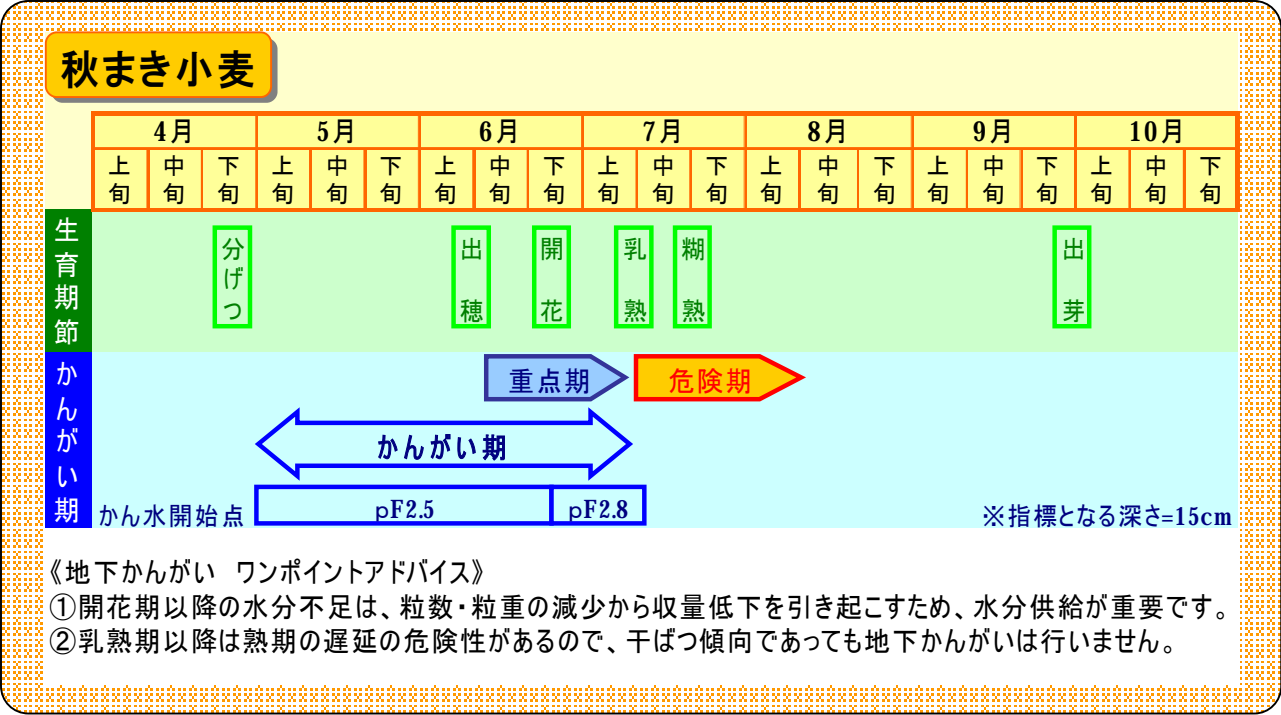 秋まき小麦
4月 5月 6月 7月 8月 9月 10月
上旬 中旬 下旬 上旬 中旬 下旬 上旬 中旬 下旬 上旬 中旬 下旬 上旬 中旬 下旬 上旬 中旬 下旬 上旬 中旬 下旬
生育期節
分げつ 出穂 開花 乳熟 糊熟 出芽
かんがい期
重点期 危険期
かんがい期
かん水開始点 pF2.5 pF2.8 ※指標となる深さ=15cm
《地下かんがい ワンポイントアドバイス》
①開花期以降の水分不足は、粒数・粒重の減少から収量低下を引き起こすため、水分供給が重要です。
②乳熟期以降は熟期の遅延の危険性があるので、干ばつ傾向であっても地下かんがいは行いません。